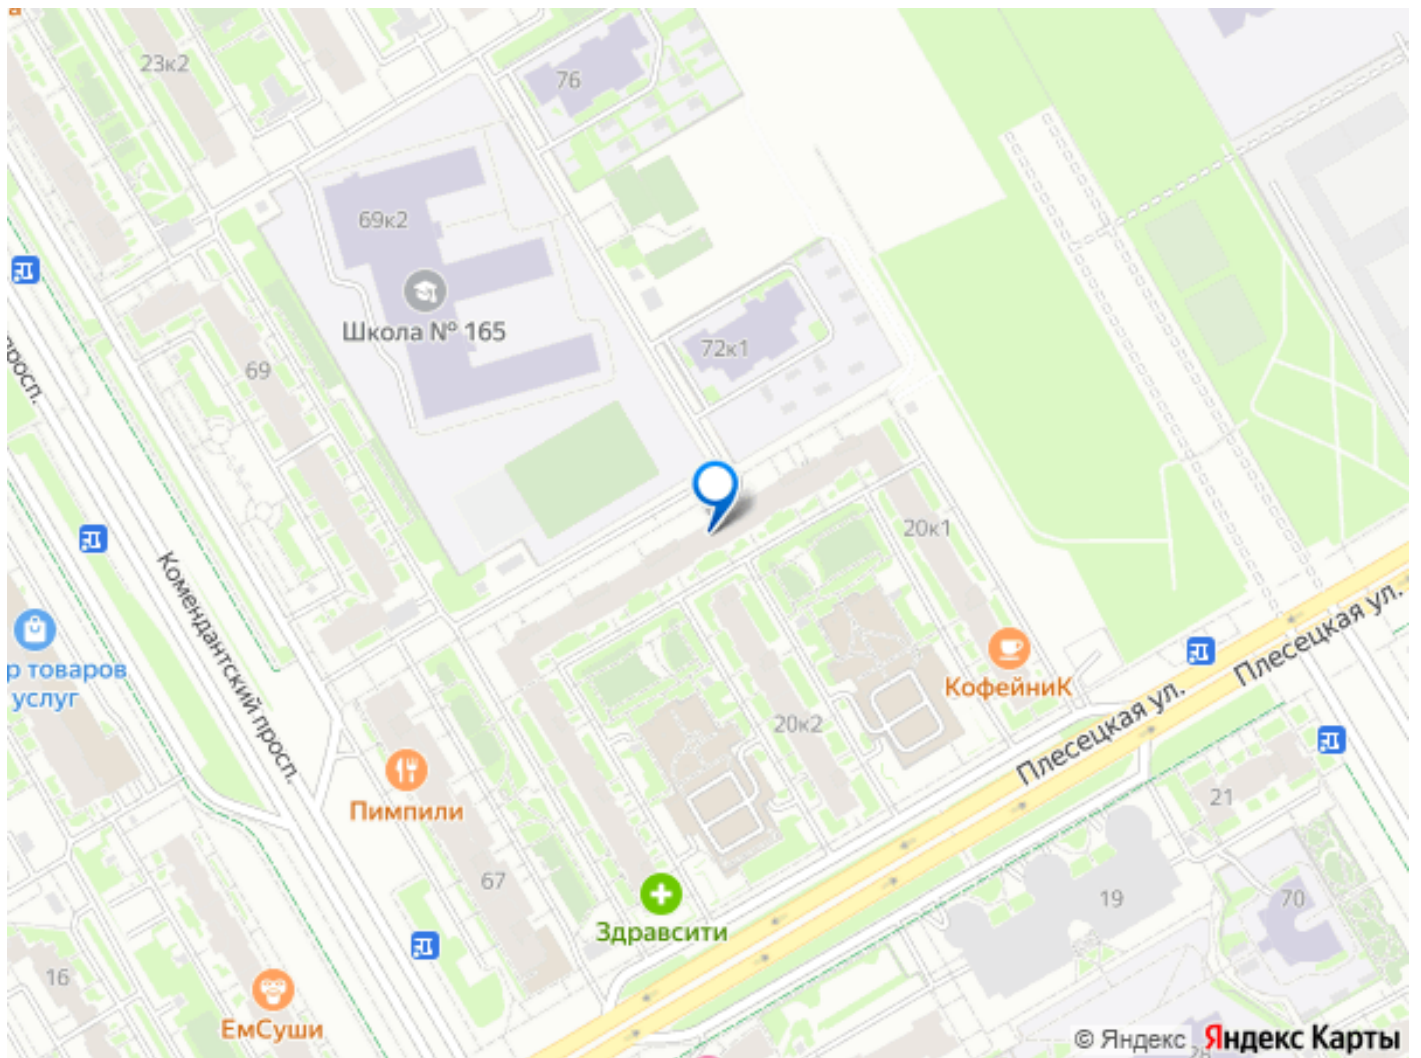 23к2
76
69к2
Школа № 165
72к1
69
просп.
20к1
Комендантский просп.
р товаров
услуг
КофейниК
Плесецкая ул.
Плесецкая ул.
20к2
Пимпили
21
67
19
70
Здравсити
16
ЕмСуши
© Яндекс Яндекс Карты